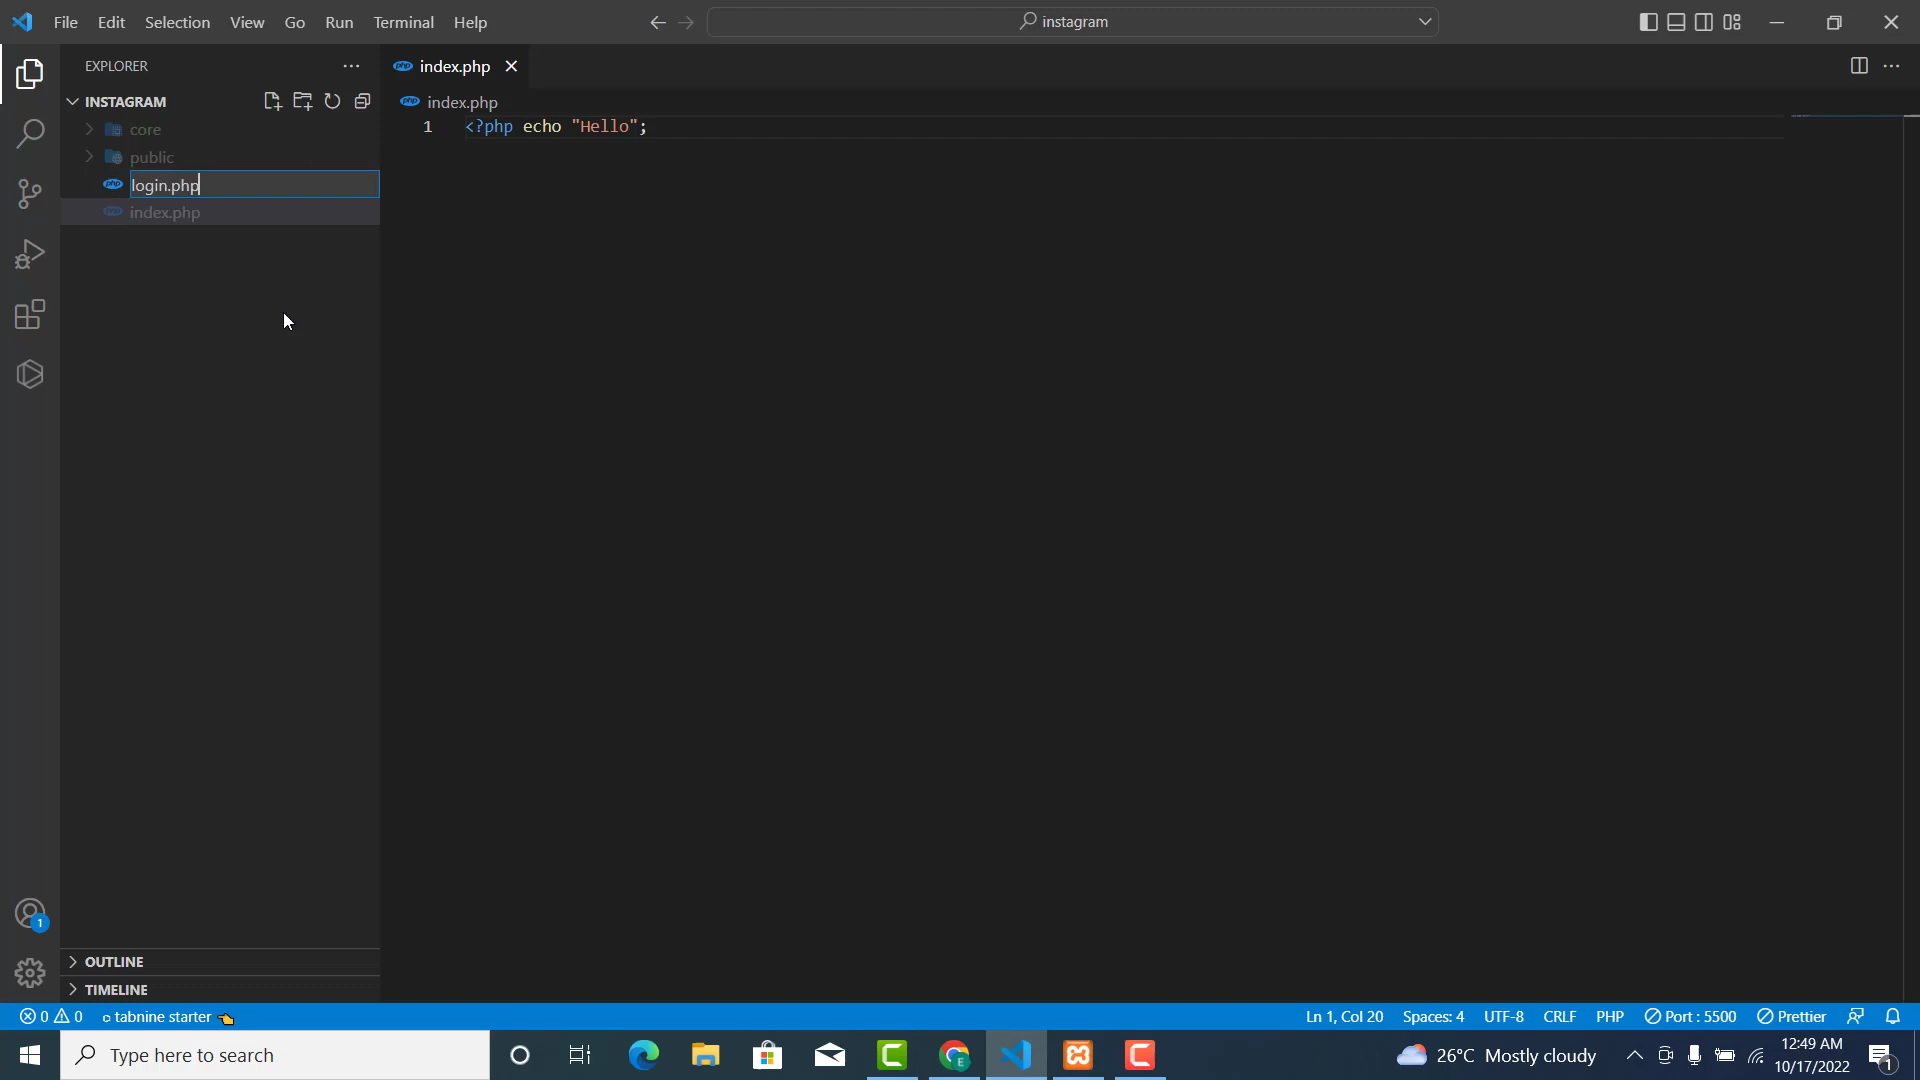 File Edit Selection View Go Run Terminal Help
instagram
EXPLORER
index.php
INSTAGRAM
index.php
core
1 <?php echo "Hello";
public
login.php
index.php
1
OUTLINE
TIMELINE
0 0 tabnine starter
Ln 1, Col 20 Spaces: 4 UTF-8 CRLF PHP Port : 5500 Prettier
Type here to search
26°C Mostly cloudy
12:49 AM
10/17/2022
1